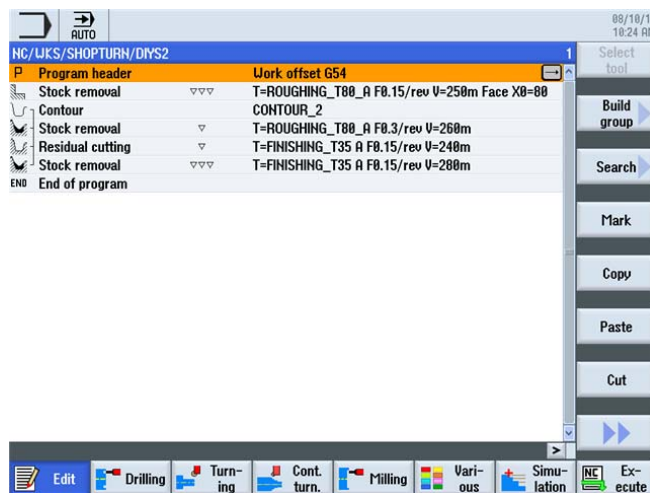 08/10/1
AUTO
10:24 A
NC/WKS/SHOPTURN/DIYS2 1
Select tool
P Program header Work offset G54
Stock removal ▽▽▽ T=ROUGHING_T80_A F0.15/rev V=250m Face X0=80
Contour CONTOUR_2
Stock removal ▽ T=ROUGHING_T80_A F0.3/rev V=260m
Residual cutting ▽ T=FINISHING_T35 A F0.15/rev V=240m
Stock removal ▽▽▽ T=FINISHING_T35 A F0.15/rev V=280m
END End of program
Build group
Search
Mark
Copy
Paste
Cut
Edit Drilling Turn-ing Cont. turn. Milling Vari-ous Simu-lation NC Ex-ecute